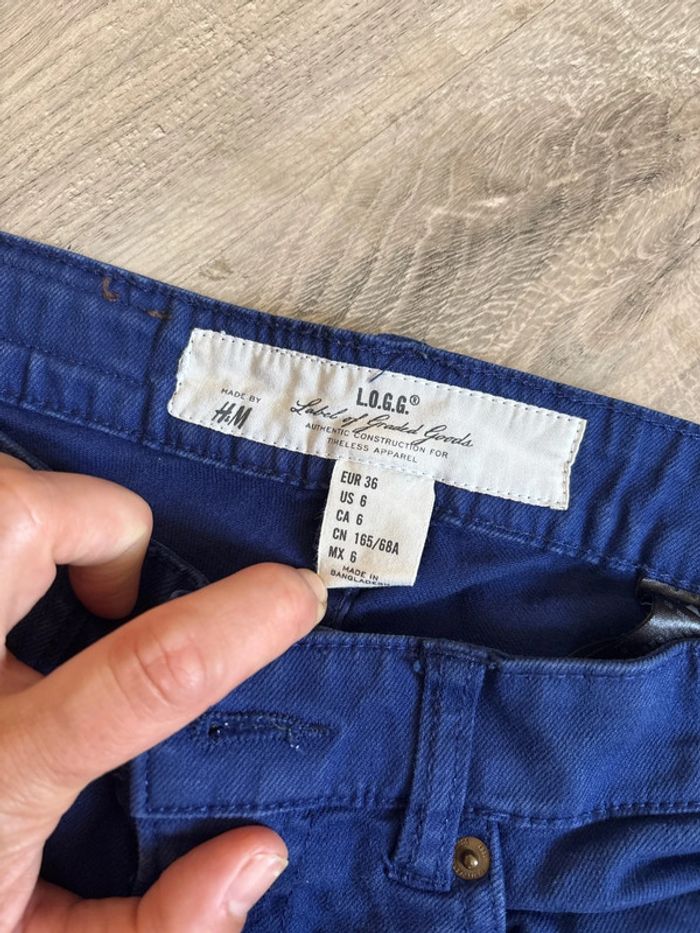 L.O.G.G.®
MADE BY
H&M
Label of Graded Goods
AUTHENTIC CONSTRUCTION FOR
TIMELESS APPAREL
EUR 36
US 6
CA 6
CN 165/68A
MX 6
MADE IN
BANGLADESH